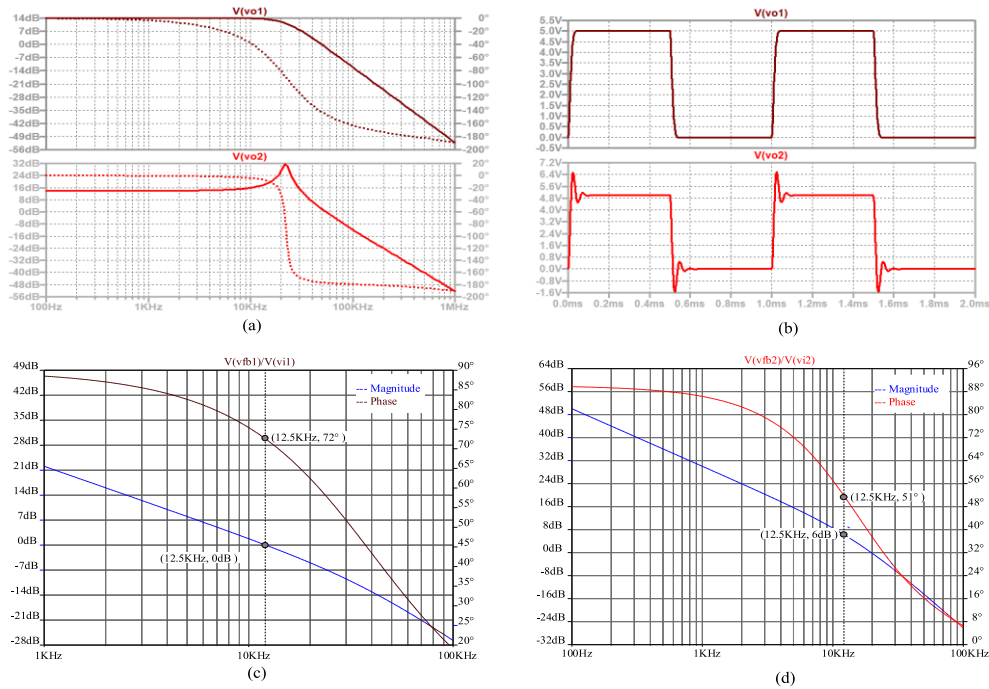 V(vo1)
14dB
7dB
0dB
-7dB
-14dB
-21dB
-28dB
-35dB
-42dB
-49dB
-56dB
0°
-20°
-40°
-60°
-80°
-100°
-120°
-140°
-160°
-180°
-200°
V(vo2)
32dB
24dB
16dB
8dB
0dB
-8dB
-16dB
-24dB
-32dB
-40dB
-48dB
-56dB
20°
0°
-20°
-40°
-60°
-80°
-100°
-120°
-140°
-160°
-180°
-200°
100Hz 1KHz 10KHz 100KHz 1MHz
(a)
V(vo1)
5.5V
5.0V
4.5V
4.0V
3.5V
3.0V
2.5V
2.0V
1.5V
1.0V
0.5V
0.0V
-0.5V
V(vo2)
7.2V
6.4V
5.6V
4.8V
4.0V
3.2V
2.4V
1.6V
0.8V
0.0V
-0.8V
-1.6V
0.0ms 0.2ms 0.4ms 0.6ms 0.8ms 1.0ms 1.2ms 1.4ms 1.6ms 1.8ms 2.0ms
(b)
V(vfb1)/V(vi1)
49dB
42dB
35dB
28dB
21dB
14dB
7dB
0dB
-7dB
-14dB
-21dB
-28dB
Magnitude
Phase
(12.5KHz, 72°)
(12.5KHz, 0dB)
90°
85°
80°
75°
70°
65°
60°
55°
50°
45°
40°
35°
30°
25°
20°
1KHz 10KHz 100KHz
(c)
V(vfb2)/V(vi2)
64dB
56dB
48dB
40dB
32dB
24dB
16dB
8dB
0dB
-8dB
-16dB
-24dB
-32dB
Magnitude
Phase
(12.5KHz, 51°)
(12.5KHz, 6dB)
96°
88°
80°
72°
64°
56°
48°
40°
32°
24°
16°
8°
0°
100Hz 1KHz 10KHz 100KHz
(d)